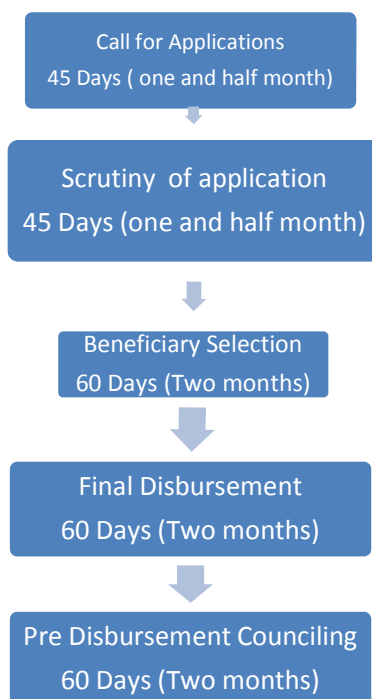 Call for Applications
45 Days ( one and half month)
Scrutiny of application
45 Days (one and half month)
Beneficiary Selection
60 Days (Two months)
Final Disbursement
60 Days (Two months)
Pre Disbursement Counciling
60 Days (Two months)